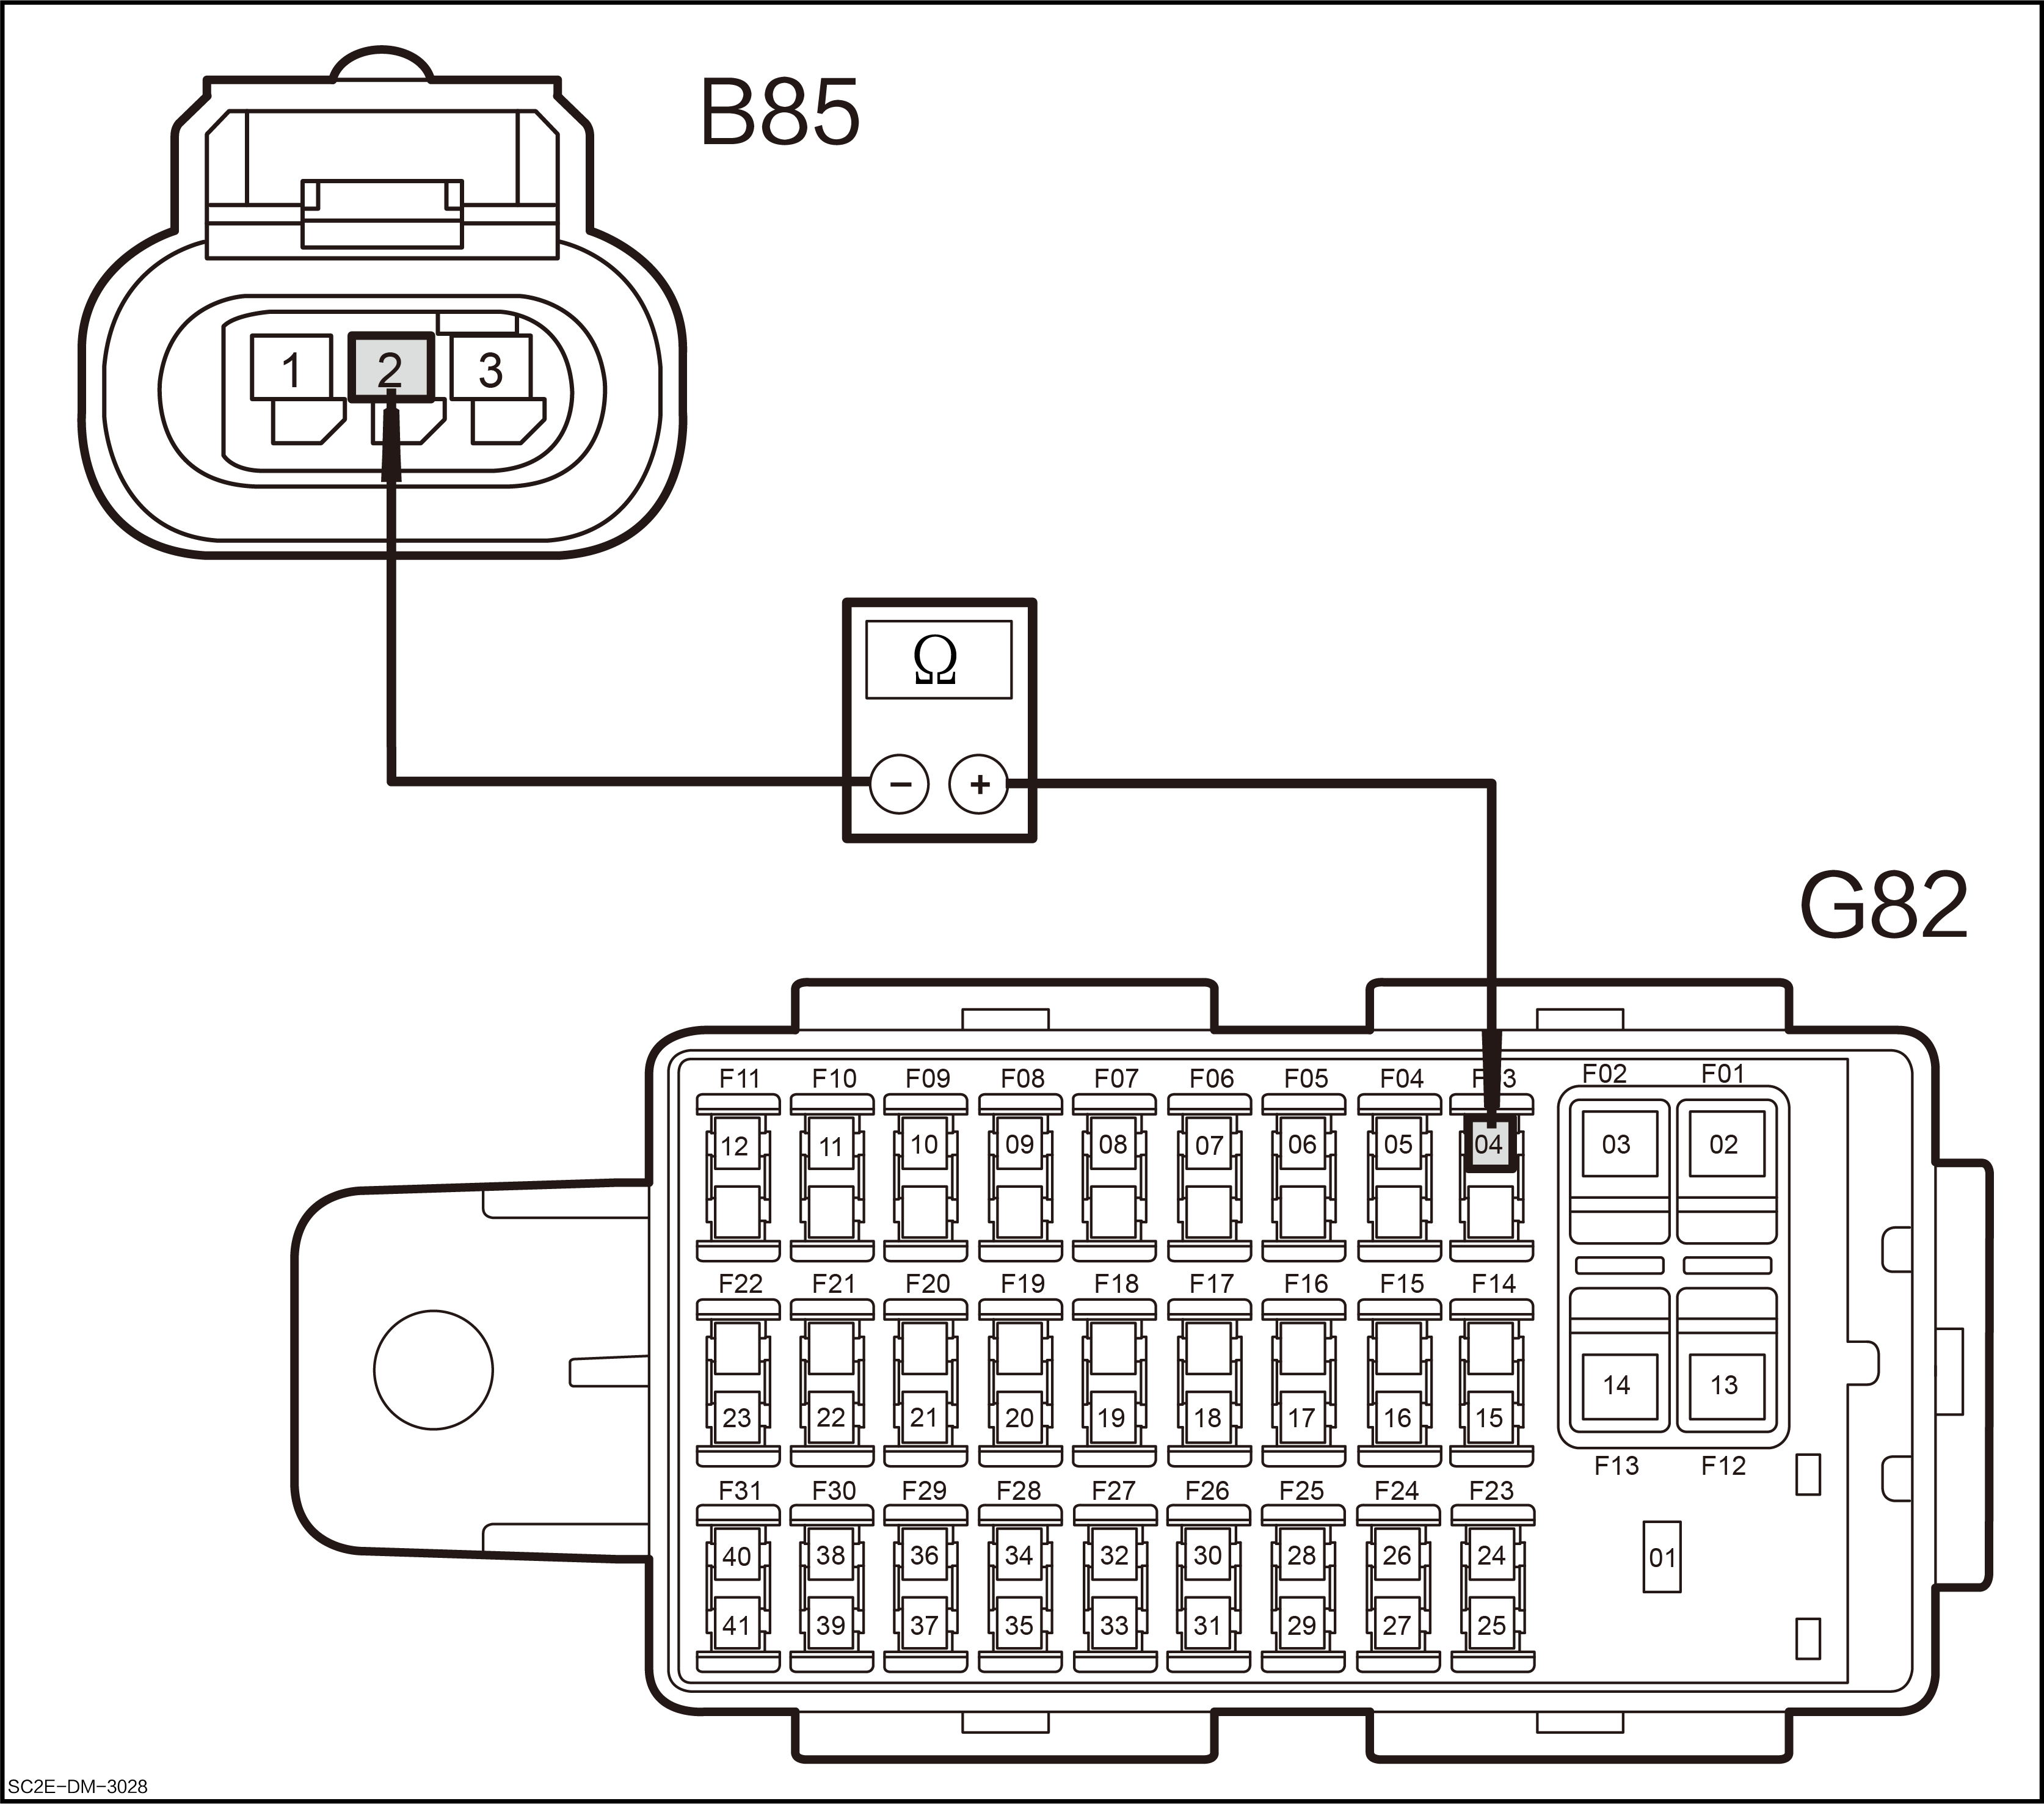 B85
1 2 3
Ω
− +
G82
F11 F10 F09 F08 F07 F06 F05 F04 F02 F01
12 11 10 09 08 07 06 05 04 03 02
F22 F21 F20 F19 F18 F17 F16 F15 F14
14 13
23 22 21 20 19 18 17 16 15
F13 F12
F31 F30 F29 F28 F27 F26 F25 F24 F23
40 38 36 34 32 30 28 26 24 01
41 39 37 35 33 31 29 27 25
SC2E-DM-3028